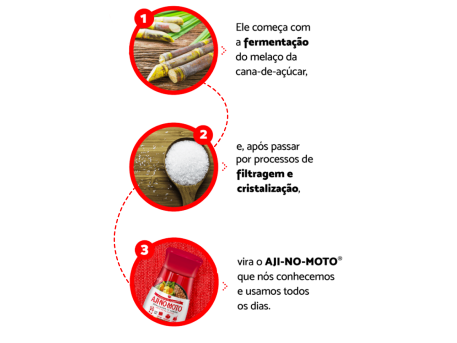 1
Ele começa com
a fermentação
do melaço da
cana-de-açúcar,
2
e, após passar
por processos de
filtragem e
cristalização,
3
vira o AJI-NO-MOTO®
que nós conhecemos
e usamos todos
os dias.
AJI-NO-MOTO